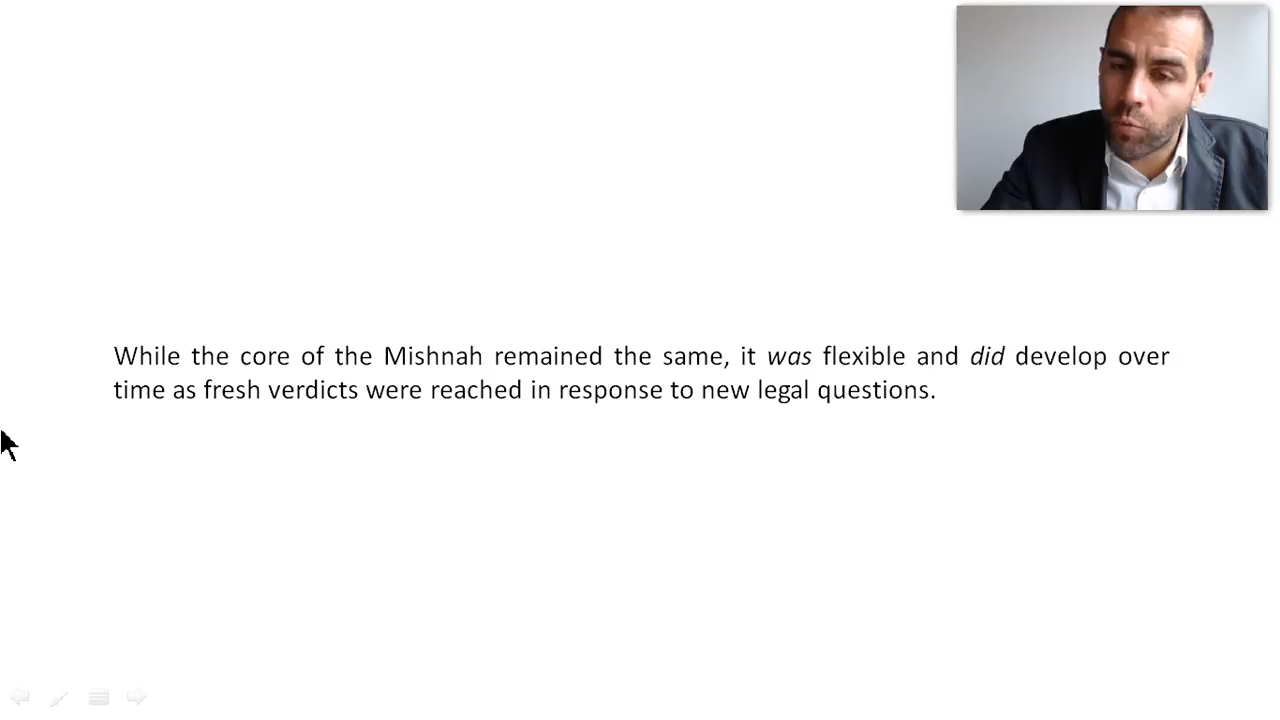 While the core of the Mishnah remained the same, it was flexible and did develop over
time as fresh verdicts were reached in response to new legal questions.